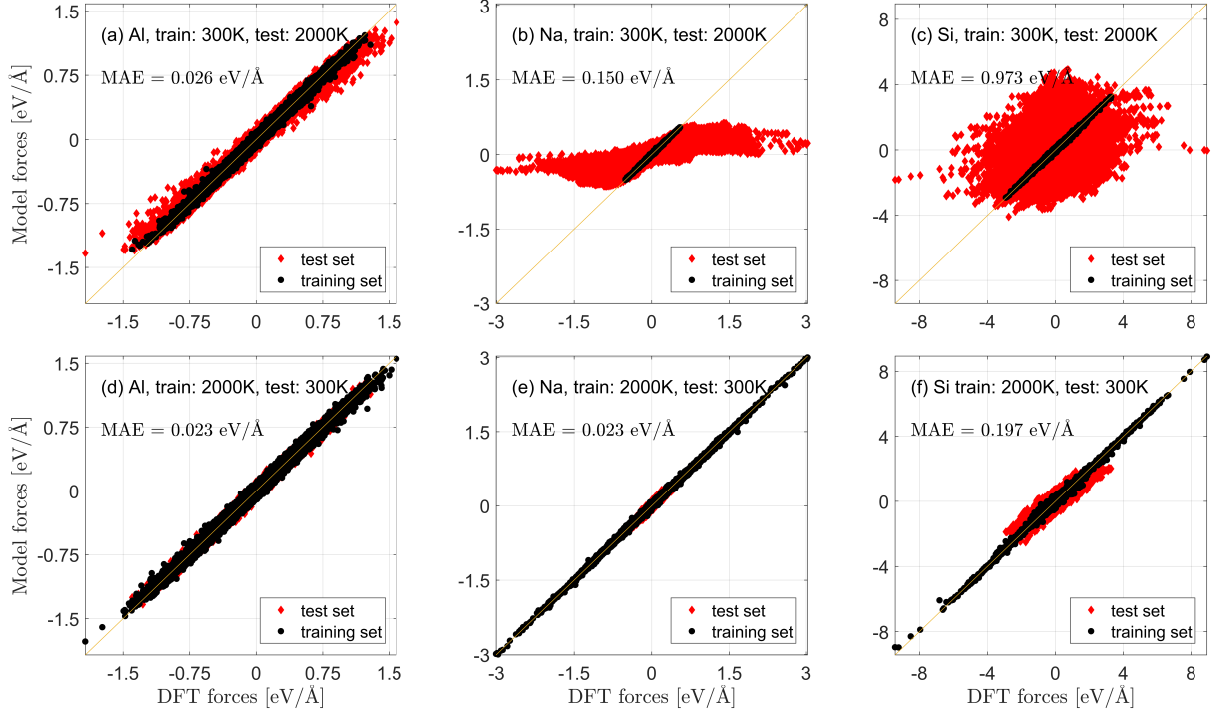 (a) Al, train: 300K, test: 2000K
MAE = 0.026 eV/Å
Model forces [eV/Å]
1.5
0.75
0
-0.75
-1.5
-1.5 -0.75 0 0.75 1.5
test set
training set
(b) Na, train: 300K, test: 2000K
MAE = 0.150 eV/Å
3
1.5
0
-1.5
-3
-3 -1.5 0 1.5 3
test set
training set
(c) Si, train: 300K, test: 2000K
MAE = 0.973 eV/Å
8
4
0
-4
-8
-8 -4 0 4 8
test set
training set
(d) Al, train: 2000K, test: 300K
MAE = 0.023 eV/Å
Model forces [eV/Å]
1.5
0.75
0
-0.75
-1.5
-1.5 -0.75 0 0.75 1.5
DFT forces [eV/Å]
test set
training set
(e) Na, train: 2000K, test: 300K
MAE = 0.023 eV/Å
3
1.5
0
-1.5
-3
-3 -1.5 0 1.5 3
DFT forces [eV/Å]
test set
training set
(f) Si train: 2000K, test: 300K
MAE = 0.197 eV/Å
8
4
0
-4
-8
-8 -4 0 4 8
DFT forces [eV/Å]
test set
training set